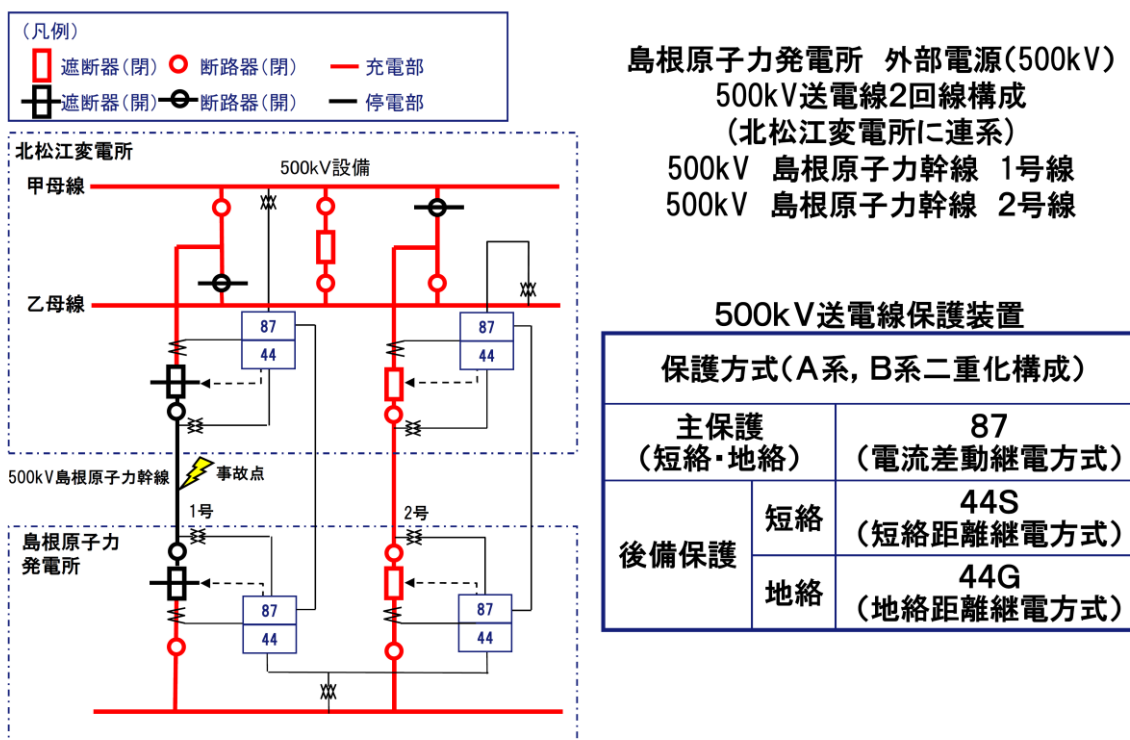 (凡例)
遮断器(閉) 断路器(閉) 充電部
遮断器(開) 断路器(開) 停電部
北松江変電所
500kV設備
甲母線
乙母線
87
44
87
44
500kV島根原子力幹線
事故点
1号
2号
島根原子力
発電所
87
44
87
44
島根原子力発電所 外部電源(500kV)
500kV送電線2回線構成
(北松江変電所に連系)
500kV 島根原子力幹線 1号線
500kV 島根原子力幹線 2号線
500kV送電線保護装置
保護方式(A系，B系二重化構成)
主保護
(短絡・地絡)
87
(電流差動継電方式)
後備保護
短絡
44S
(短絡距離継電方式)
地絡
44G
(地絡距離継電方式)